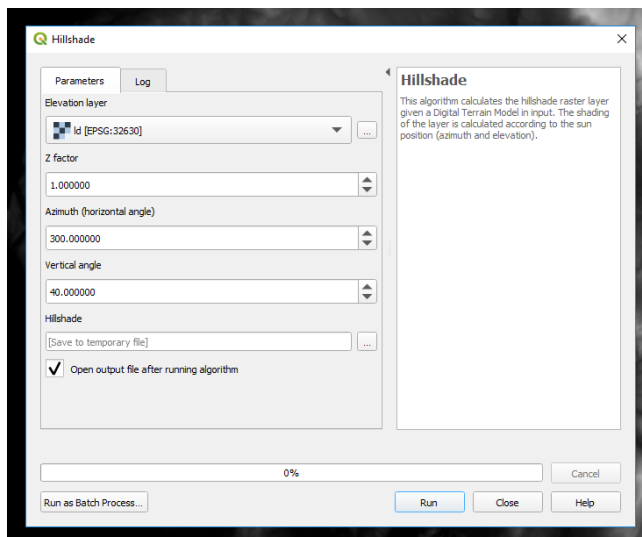 Hillshade
Parameters
Log
Elevation layer
ld [EPSG:32630]
...
Z factor
1.000000
Azimuth (horizontal angle)
300.000000
Vertical angle
40.000000
Hillshade
[Save to temporary file]
...
Open output file after running algorithm
Hillshade
This algorithm calculates the hillshade raster layer
given a Digital Terrain Model in input. The shading
of the layer is calculated according to the sun
position (azimuth and elevation).
0%
Cancel
Run as Batch Process...
Run
Close
Help